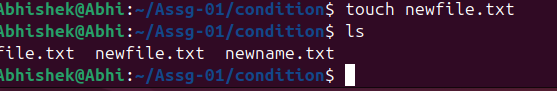 Abhishek@Abhi:~/Assg-01/condition$ touch newfile.txt
Abhishek@Abhi:~/Assg-01/condition$ ls
file.txt  newfile.txt  newname.txt
Abhishek@Abhi:~/Assg-01/condition$